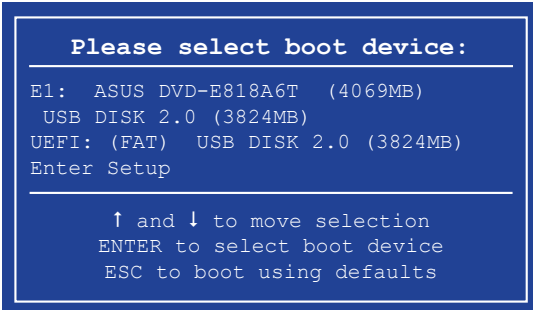 Please select boot device:
E1:  ASUS DVD-E818A6T  (4069MB)
USB DISK 2.0 (3824MB)
UEFI: (FAT)  USB DISK 2.0 (3824MB)
Enter Setup
↑ and ↓ to move selection
ENTER to select boot device
ESC to boot using defaults